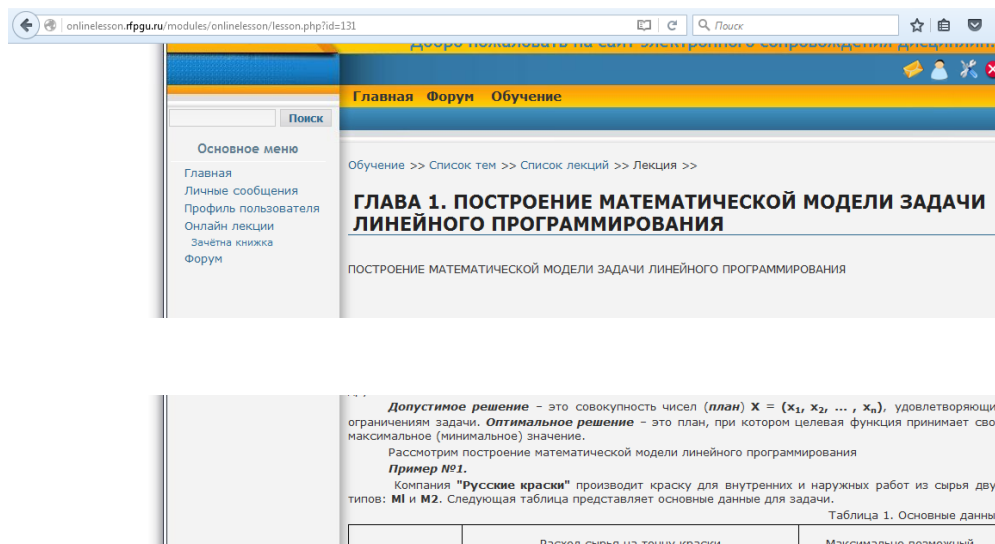 onlinelesson.rfpgu.ru/modules/onlinelesson/lesson.php?id=131
Поиск
Добро пожаловать на сайт электронного сопровождения дисциплин
Главная Форум Обучение
Поиск
Основное меню
Главная
Личные сообщения
Профиль пользователя
Онлайн лекции
Зачётна книжка
Форум
Обучение >> Список тем >> Список лекций >> Лекция >>
ГЛАВА 1. ПОСТРОЕНИЕ МАТЕМАТИЧЕСКОЙ МОДЕЛИ ЗАДАЧИ
ЛИНЕЙНОГО ПРОГРАММИРОВАНИЯ
ПОСТРОЕНИЕ МАТЕМАТИЧЕСКОЙ МОДЕЛИ ЗАДАЧИ ЛИНЕЙНОГО ПРОГРАММИРОВАНИЯ
Допустимое решение – это совокупность чисел (план) X = (x₁, x₂, ... , xₙ), удовлетворяющи
ограничениям задачи. Оптимальное решение – это план, при котором целевая функция принимает сво
максимальное (минимальное) значение.
Рассмотрим построение математической модели линейного программирования
Пример №1.
Компания "Русские краски" производит краску для внутренних и наружных работ из сырья дву
типов: Ml и M2. Следующая таблица представляет основные данные для задачи.
Таблица 1. Основные данны
Расход сырья на тонну краски
Максимально возможный